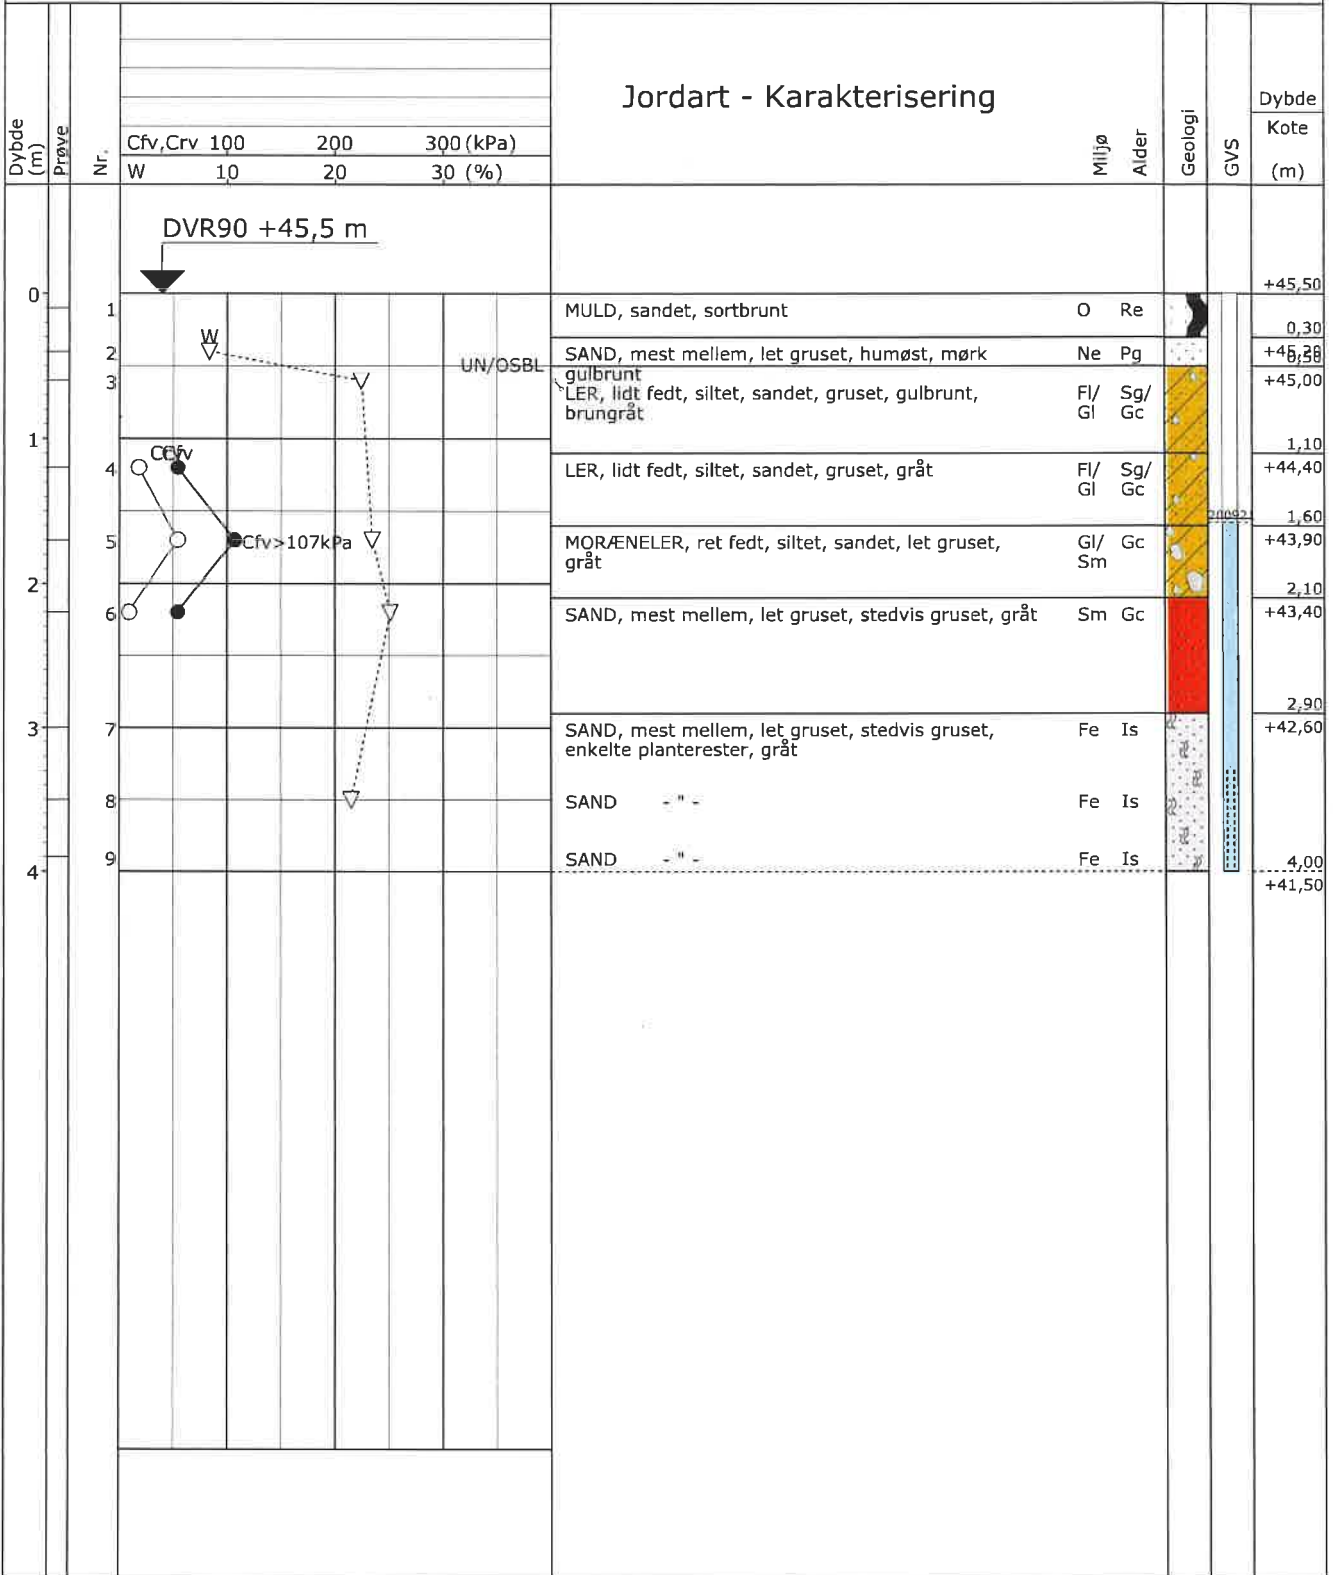 Jordart - Karakterisering
Dybde (m)
Prøve
Nr.
Cfv,Crv 100 200 300 (kPa)
W 10 20 30 (%)
Miljø
Alder
Geologi
GVS
Dybde
Kote
(m)
DVR90 +45,5 m
+45,50
0
1 MULD, sandet, sortbrunt O Re
0,30
W
2 SAND, mest mellem, let gruset, humøst, mørk Ne Pg
gulbrunt
UN/OSBL
+45,00
3 LER, lidt fedt, siltet, sandet, gruset, gulbrunt, Fl/ Sg/
brungråt Gl Gc
1
1,10
+44,40
4 LER, lidt fedt, siltet, sandet, gruset, gråt Fl/ Sg/
Gl Gc
1,60
+43,90
5 Cfv>107kPa MORÆNELER, ret fedt, siltet, sandet, let gruset, Gl/ Gc
gråt Sm
2
2,10
+43,40
6 SAND, mest mellem, let gruset, stedvis gruset, gråt Sm Gc
2,90
3
+42,60
7 SAND, mest mellem, let gruset, stedvis gruset, Fe Is
enkelte planterester, gråt
8 SAND - " - Fe Is
9 SAND - " - Fe Is
4
4,00
+41,50